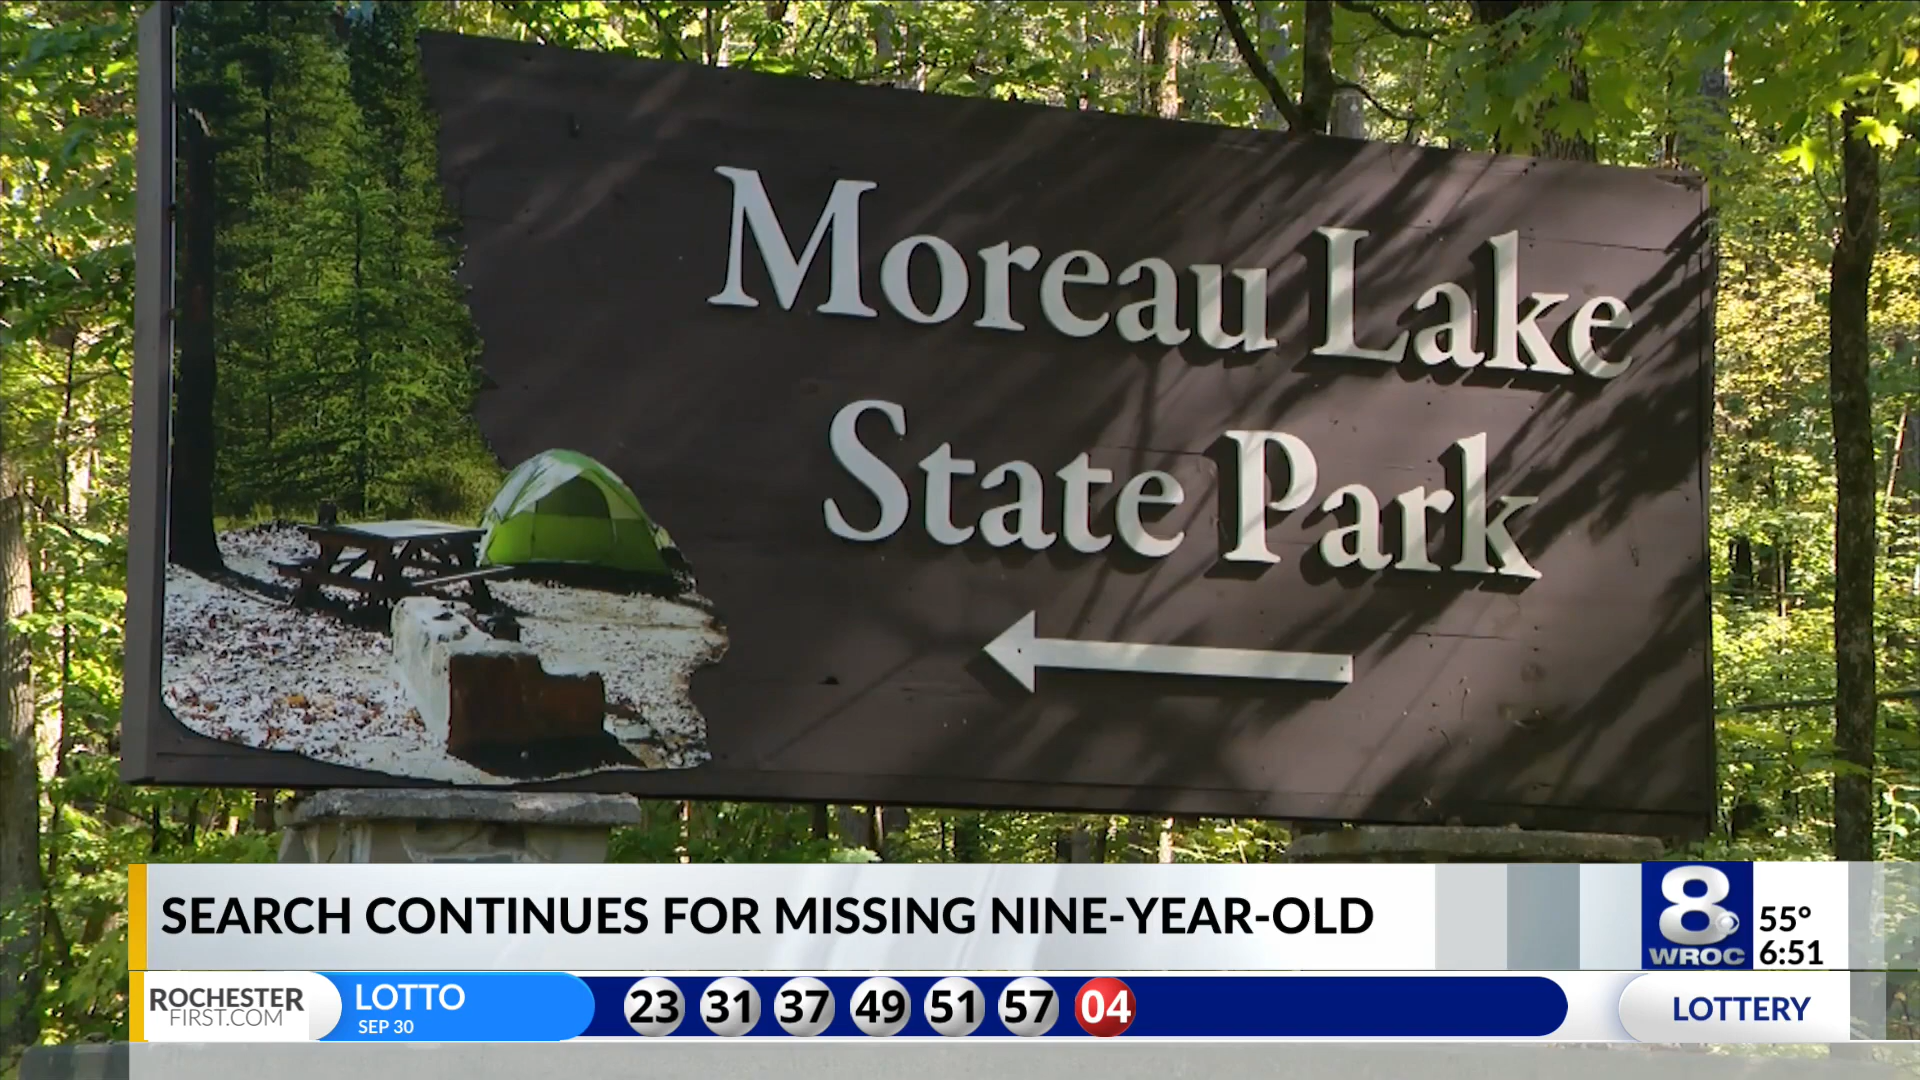 Moreau Lake
State Park
SEARCH CONTINUES FOR MISSING NINE-YEAR-OLD
8
WROC
55°
6:51
ROCHESTER
FIRST.COM
LOTTO
SEP 30
23 31 37 49 51 57 04
LOTTERY